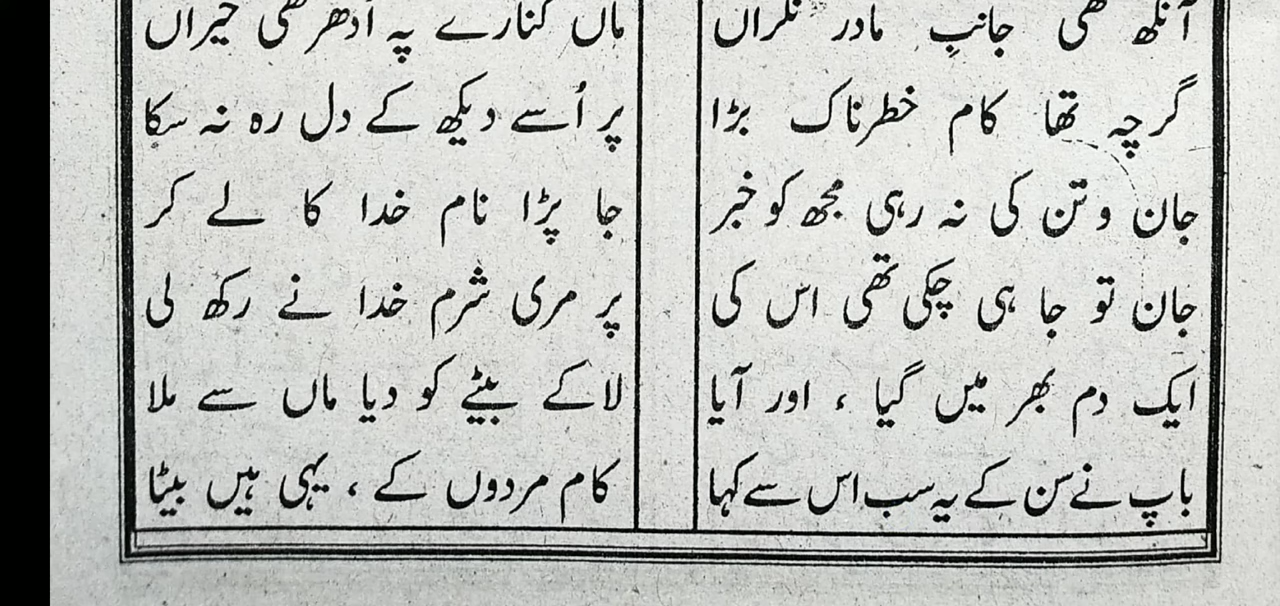 آنکھ تھی جانبِ مادر نگراں
ماں کنارے پہ اُدھر تھی حیراں
گرچہ تھا کام خطرناک بڑا
پر اُسے دیکھ کے دل رہ نہ سکا
جان و تن کی نہ رہی مجھ کو خبر
جا پڑا نام خدا کا لے کر
جان تو جا ہی چکی تھی اس کی
پر مری شرم خدا نے رکھ لی
ایک دم بھر میں گیا ، اور آیا
لاکے بیٹے کو دیا ماں سے ملا
باپ نے سن کے یہ سب اس سے کہا
کام مردوں کے ، یہی ہیں بیٹا